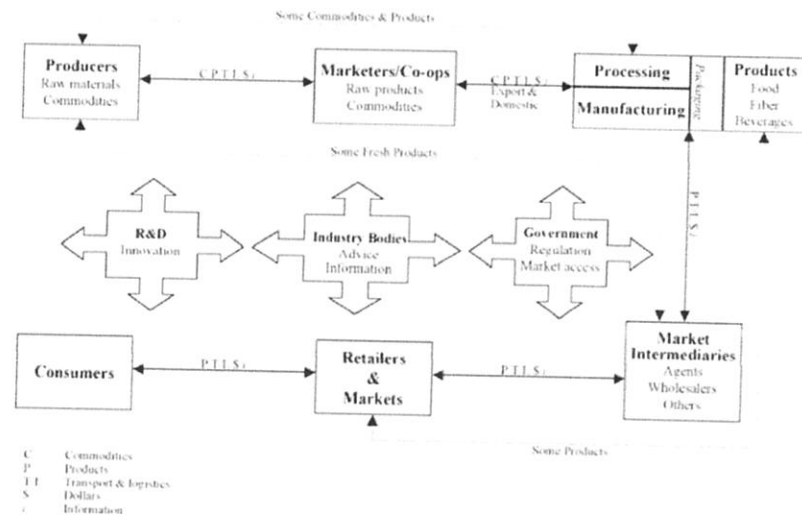 Some Commodities & Products
Producers
Raw materials
Commodities
C P T L S i
Marketers/Co-ops
Raw products
Commodities
C P T L S i
Export &
Domestic
Processing
Manufacturing
Packaging
Products
Food
Fiber
Beverages
Some Fresh Products
P T L S i
R&D
Innovation
Industry Bodies
Advice
Information
Government
Regulation
Market access
Consumers
P T L S i
Retailers
&
Markets
P T L S i
Market
Intermediaries
Agents
Wholesalers
Others
Some Products
C Commodities
P Products
T L Transport & logistics
S Dollars
i Information